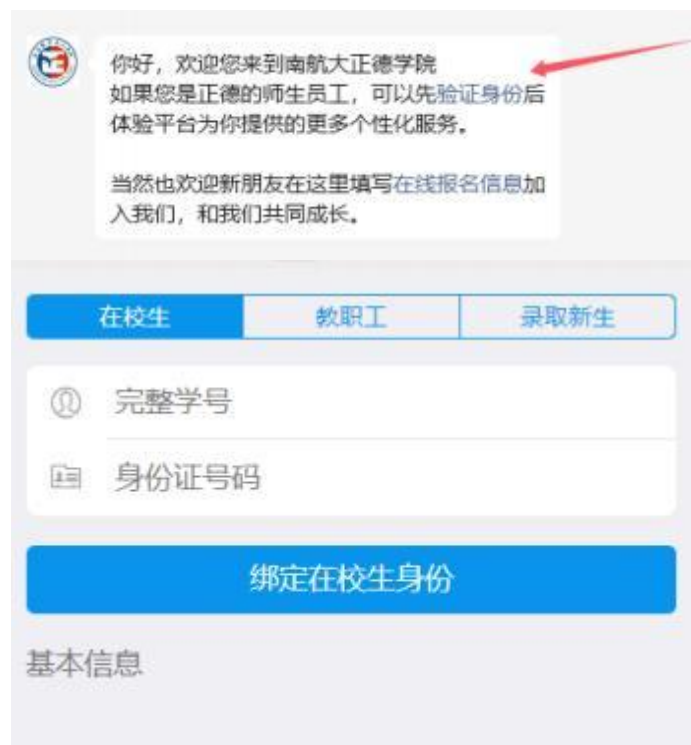 你好，欢迎您来到南航大正德学院
如果您是正德的师生员工，可以先验证身份后
体验平台为你提供的更多个性化服务。
当然也欢迎新朋友在这里填写在线报名信息加
入我们，和我们共同成长。
在校生 教职工 录取新生
完整学号
身份证号码
绑定在校生身份
基本信息